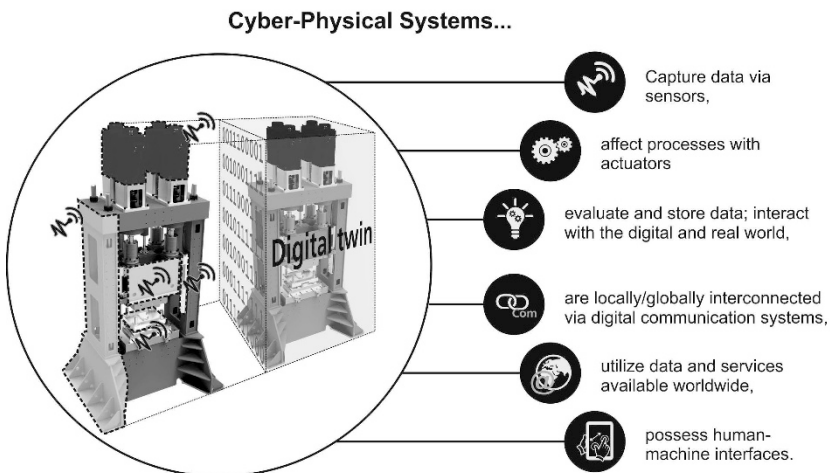 Cyber-Physical Systems...
Capture data via
sensors,
affect processes with
actuators
evaluate and store data; interact
with the digital and real world,
Digital twin
are locally/globally interconnected
via digital communication systems,
Com
utilize data and services
available worldwide,
possess human-
machine interfaces.